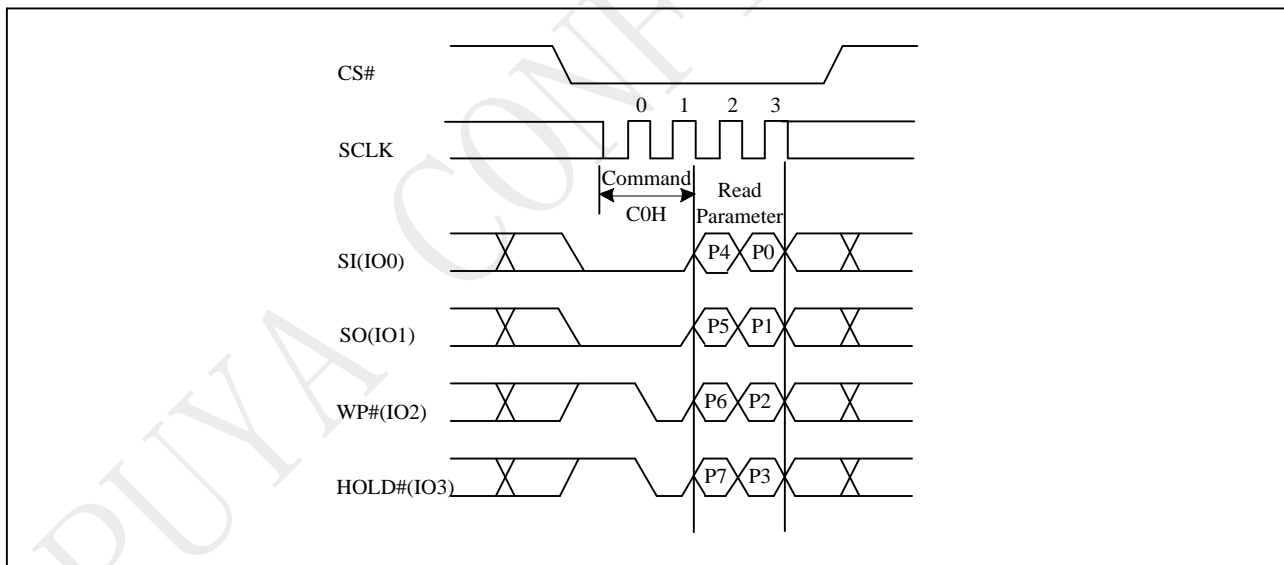 PUYA CONF
CS#
0 1 2 3
SCLK
Command Read
C0H Parameter
SI(IO0) P4 P0
SO(IO1) P5 P1
WP#(IO2) P6 P2
HOLD#(IO3) P7 P3